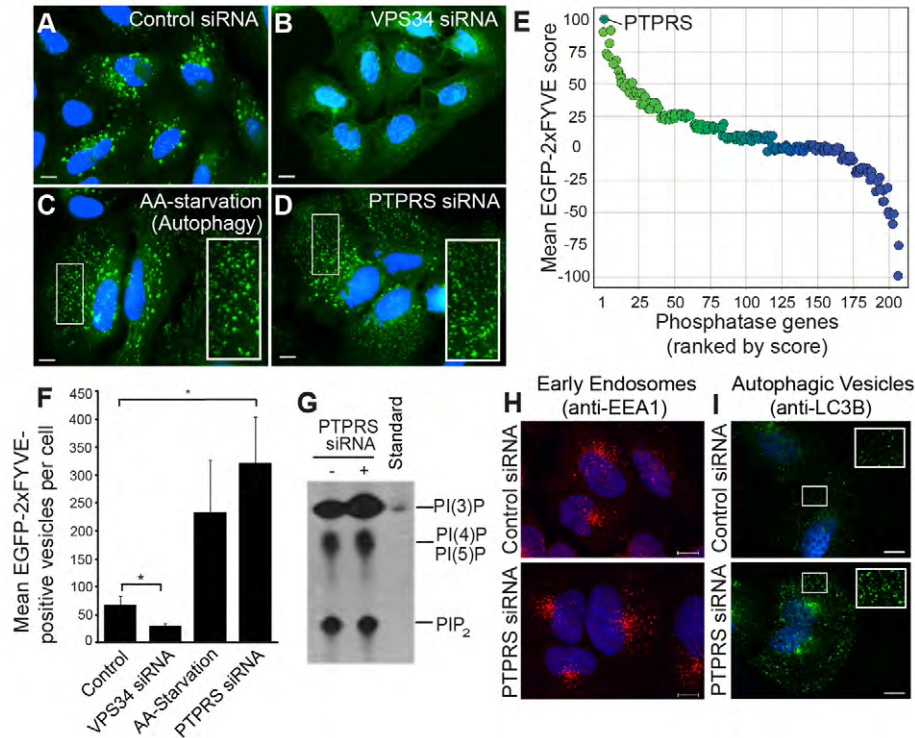 A
Control siRNA
B
VPS34 siRNA
C
AA-starvation
(Autophagy)
D
PTPRS siRNA
E
Mean EGFP-2xFYVE score
100
75
50
25
0
-25
-50
-75
-100
PTPRS
1
25
50
75
100
125
150
175
200
Phosphatase genes
(ranked by score)
F
Mean EGFP-2xFYVE-
positive vesicles per cell
450
400
350
300
250
200
150
100
50
0
*
*
Control
VPS34 siRNA
AA-Starvation
PTPRS siRNA
G
PTPRS
siRNA
Standard
- +
PI(3)P
PI(4)P
PI(5)P
PIP2
H
Early Endosomes
(anti-EEA1)
Control siRNA
PTPRS siRNA
I
Autophagic Vesicles
(anti-LC3B)
Control siRNA
PTPRS siRNA